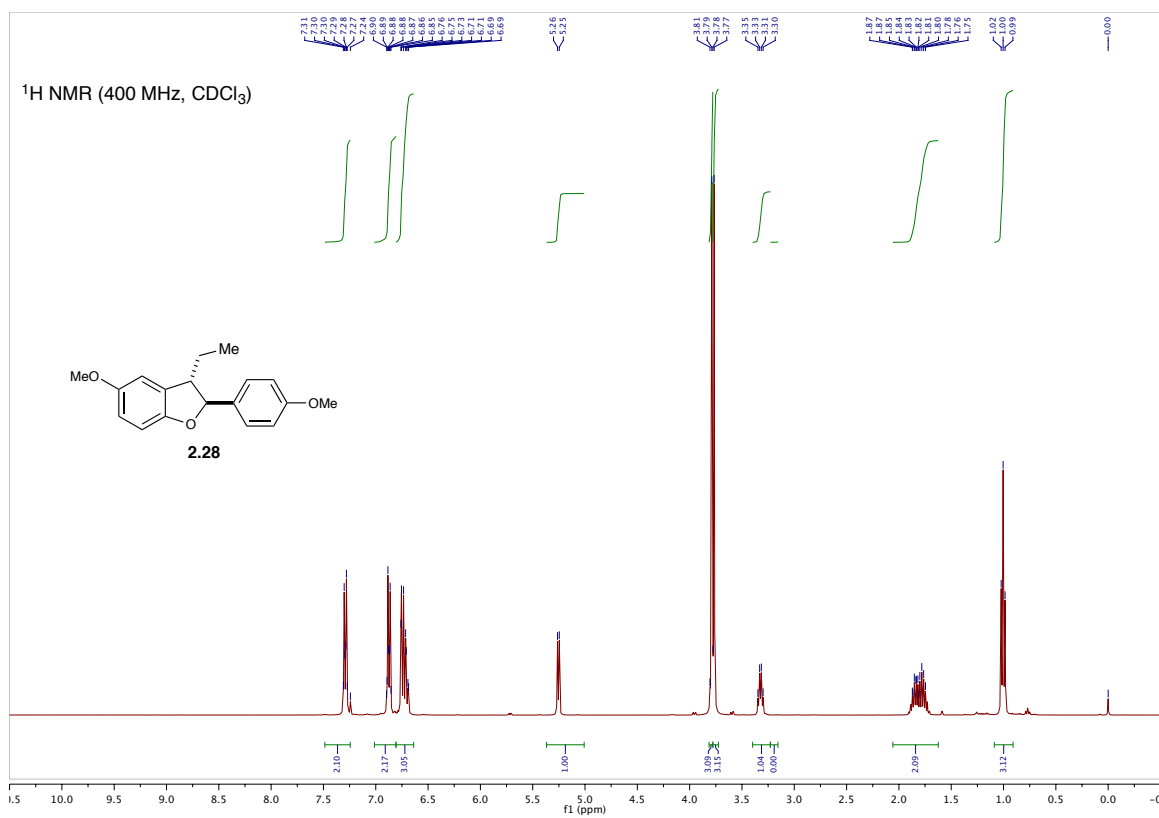 7.31 7.30 7.30 7.29 7.28 7.27 7.24 6.90 6.89 6.88 6.88 6.87 6.86 6.85 6.76 6.75 6.73 6.71 6.71 6.69 6.69 5.26 5.25 3.81 3.79 3.78 3.77 3.35 3.33 3.31 3.30 1.87 1.87 1.85 1.84 1.83 1.82 1.81 1.80 1.78 1.76 1.75 1.02 1.00 0.99 0.00
¹H NMR (400 MHz, CDCl₃)
Me
MeO
OMe
O
2.28
2.10 2.17 3.05 1.00 3.09 3.15 1.04 0.00 2.09 3.12
0.5 10.0 9.5 9.0 8.5 8.0 7.5 7.0 6.5 6.0 5.5 5.0 4.5 4.0 3.5 3.0 2.5 2.0 1.5 1.0 0.5 0.0
f1 (ppm)